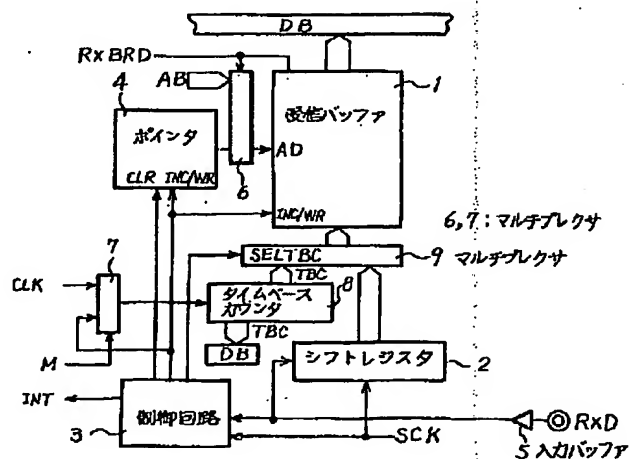 DB
RxBRD
AB
4
ポインタ
CLR INC/WR
6
1
受信バッファ
AD
INC/WR
6,7:マルチプレクサ
7
CLK
M
SELTBC
9 マルチプレクサ
TBC
タイムベース
カウンタ
8
TBC
DB
シフトレジスタ
2
INT
制御回路
3
SCK
RxD
5 入力バッファ